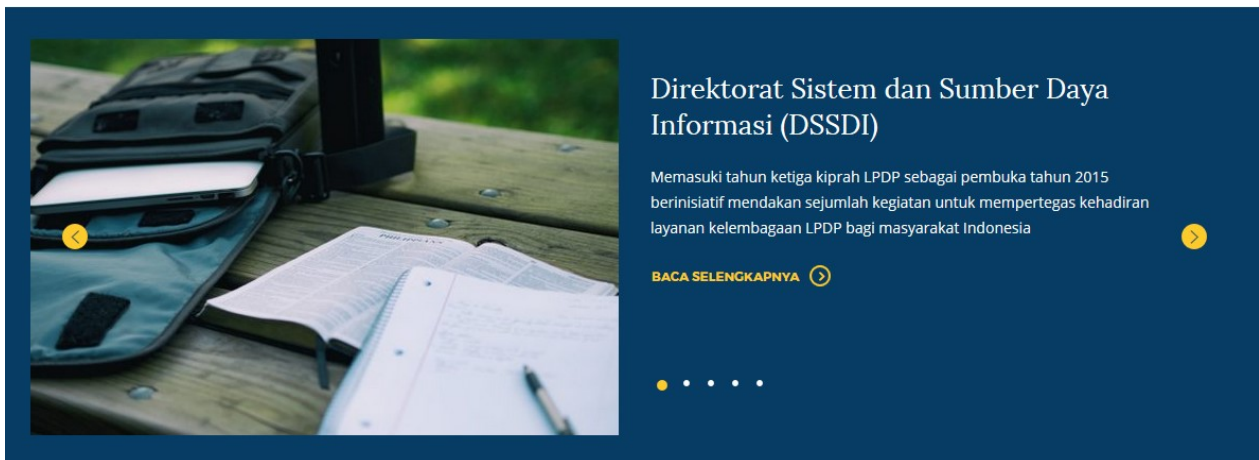 Direktorat Sistem dan Sumber Daya
Informasi (DSSDI)
Memasuki tahun ketiga kiprah LPDP sebagai pembuka tahun 2015
berinisiatif mendakan sejumlah kegiatan untuk mempertegas kehadiran
layanan kelembagaan LPDP bagi masyarakat Indonesia
BACA SELENGKAPNYA